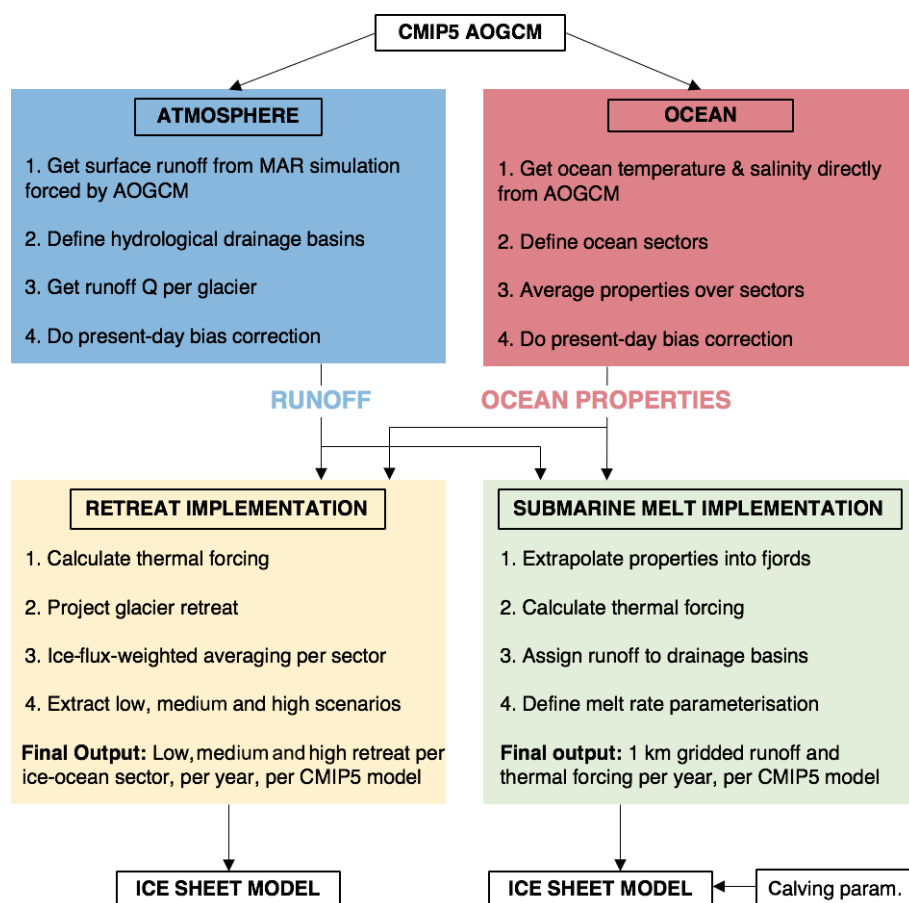 CMIP5 AOGCM
ATMOSPHERE
1. Get surface runoff from MAR simulation
forced by AOGCM
2. Define hydrological drainage basins
3. Get runoff Q per glacier
4. Do present-day bias correction
OCEAN
1. Get ocean temperature & salinity directly
from AOGCM
2. Define ocean sectors
3. Average properties over sectors
4. Do present-day bias correction
RUNOFF
OCEAN PROPERTIES
RETREAT IMPLEMENTATION
1. Calculate thermal forcing
2. Project glacier retreat
3. Ice-flux-weighted averaging per sector
4. Extract low, medium and high scenarios
Final Output: Low, medium and high retreat per
ice-ocean sector, per year, per CMIP5 model
SUBMARINE MELT IMPLEMENTATION
1. Extrapolate properties into fjords
2. Calculate thermal forcing
3. Assign runoff to drainage basins
4. Define melt rate parameterisation
Final output: 1 km gridded runoff and
thermal forcing per year, per CMIP5 model
ICE SHEET MODEL
ICE SHEET MODEL
Calving param.